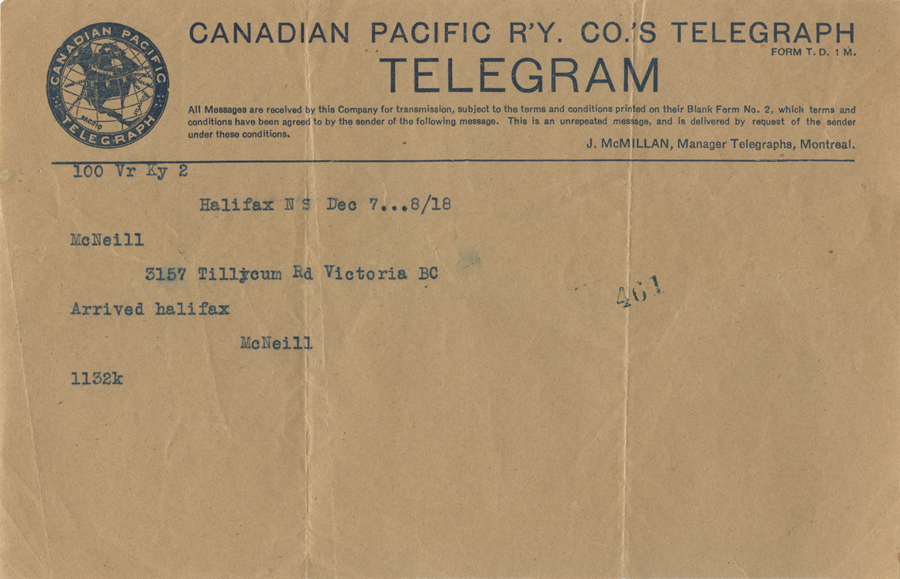 CANADIAN PACIFIC
TELEGRAPH
PACIFIC
CANADIAN PACIFIC R'Y. CO.'S TELEGRAPH
FORM T. D. 1 M.
TELEGRAM
All Messages are received by this Company for transmission, subject to the terms and conditions printed on their Blank Form No. 2, which terms and
conditions have been agreed to by the sender of the following message. This is an unrepeated message, and is delivered by request of the sender
under these conditions.
J. McMILLAN, Manager Telegraphs, Montreal.
100 Vr Ky 2
Halifax N S Dec 7...8/18
McNeill
3157 Tillycum Rd Victoria BC
461
Arrived halifax
McNeill
1132k